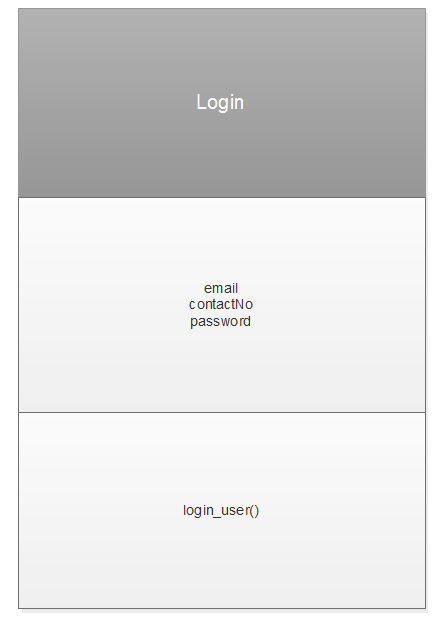 Login
email
contactNo
password
login_user()